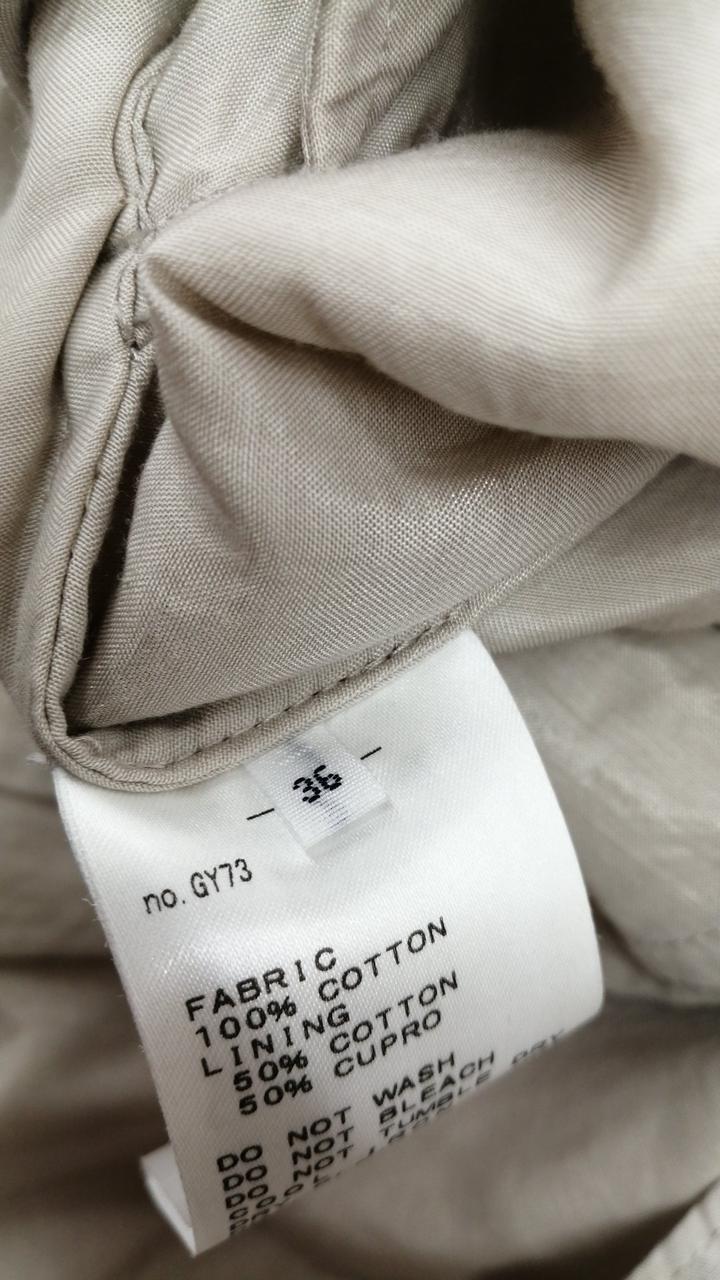 — 36 —
no. GY73
FABRIC
100% COTTON
LINING
50% COTTON
50% CUPRO
DO NOT WASH
DO NOT BLEACH
DO NOT TUMBLE DRY
COOL